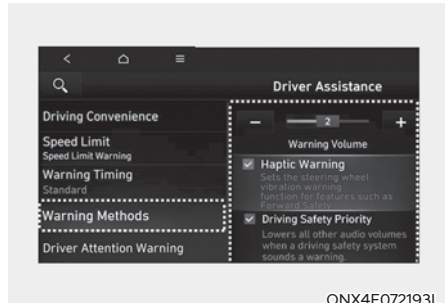 Driver Assistance
Driving Convenience
Speed Limit
Speed Limit Warning
Warning Timing
Standard
Warning Methods
Driver Attention Warning
− 2 +
Warning Volume
Haptic Warning
Sets the steering wheel
vibration warning
function for features such as
Forward Safety
Driving Safety Priority
Lowers all other audio volumes
when a driving safety system
sounds a warning.
ONX4E072193L